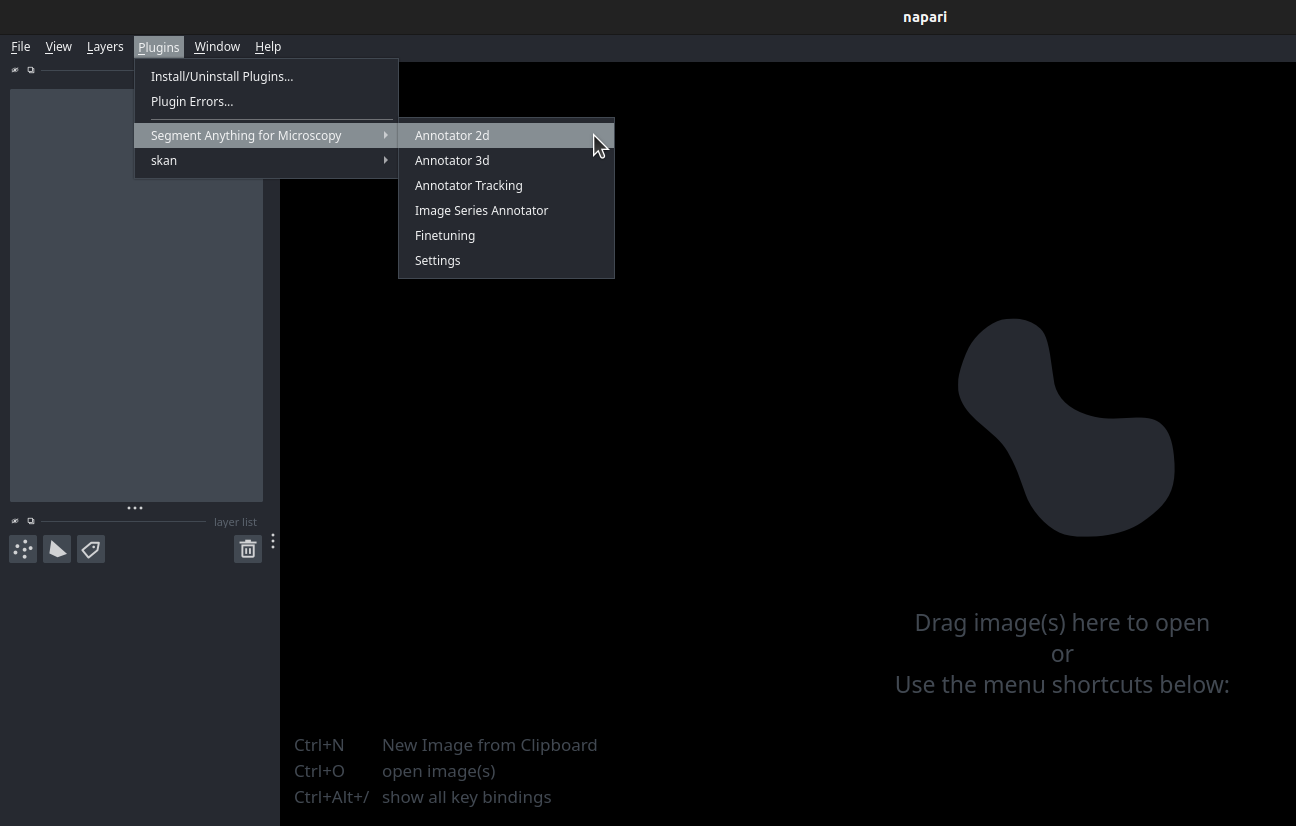 napari
File View Layers Plugins Window Help
Install/Uninstall Plugins...
Plugin Errors...
Segment Anything for Microscopy
skan
Annotator 2d
Annotator 3d
Annotator Tracking
Image Series Annotator
Finetuning
Settings
layer list
Drag image(s) here to open
or
Use the menu shortcuts below:
Ctrl+N New Image from Clipboard
Ctrl+O open image(s)
Ctrl+Alt+/ show all key bindings